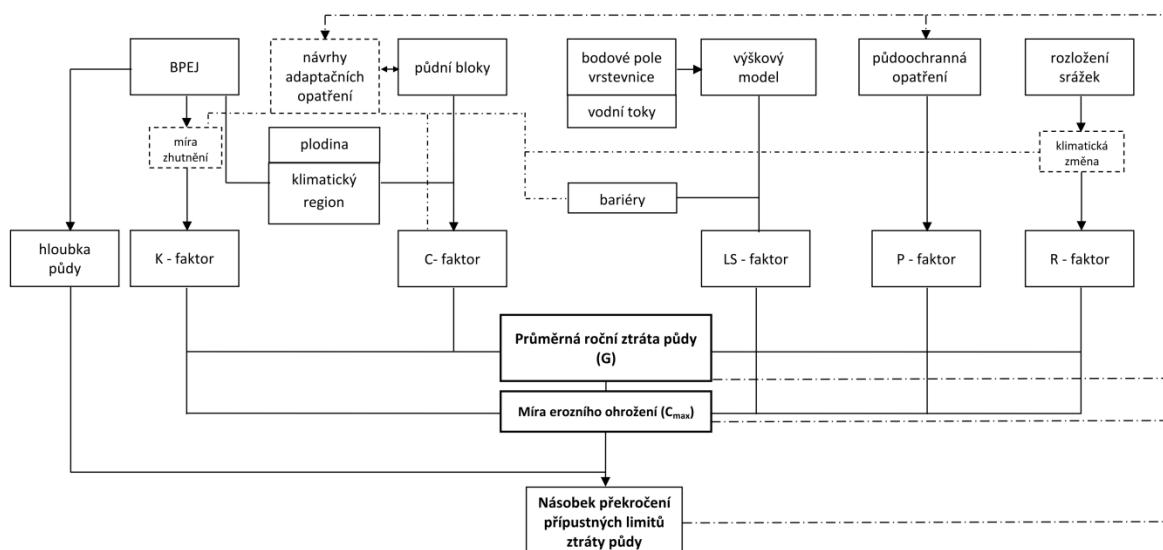 BPEJ
návrhy
adaptačních
opatření
půdní bloky
bodové pole
vrstevnice
vodní toky
výškový
model
půdoochranná
opatření
rozložení
srážek
míra
zhutnění
plodina
klimatický
region
klimatická
změna
bariéry
hloubka
půdy
K - faktor
C- faktor
LS - faktor
P - faktor
R - faktor
Průměrná roční ztráta půdy
(G)
Míra erozního ohrožení (Cmax)
Násobek překročení
přípustných limitů
ztráty půdy